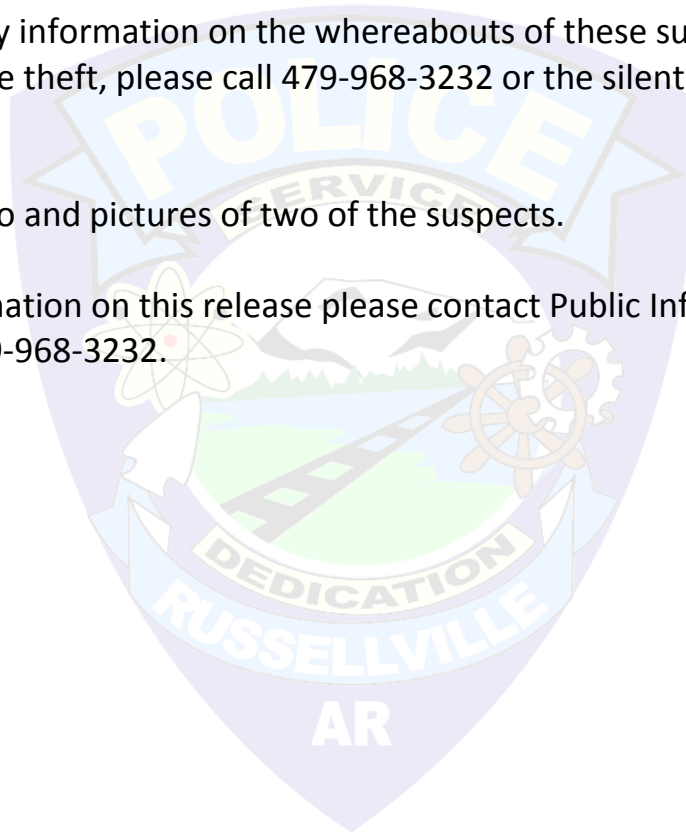 y information on the whereabouts of these su
e theft, please call 479-968-3232 or the silent
o and pictures of two of the suspects.
nation on this release please contact Public Inf
9-968-3232.
POLICE
SERVICE
DEDICATION
RUSSELLVILLE
AR